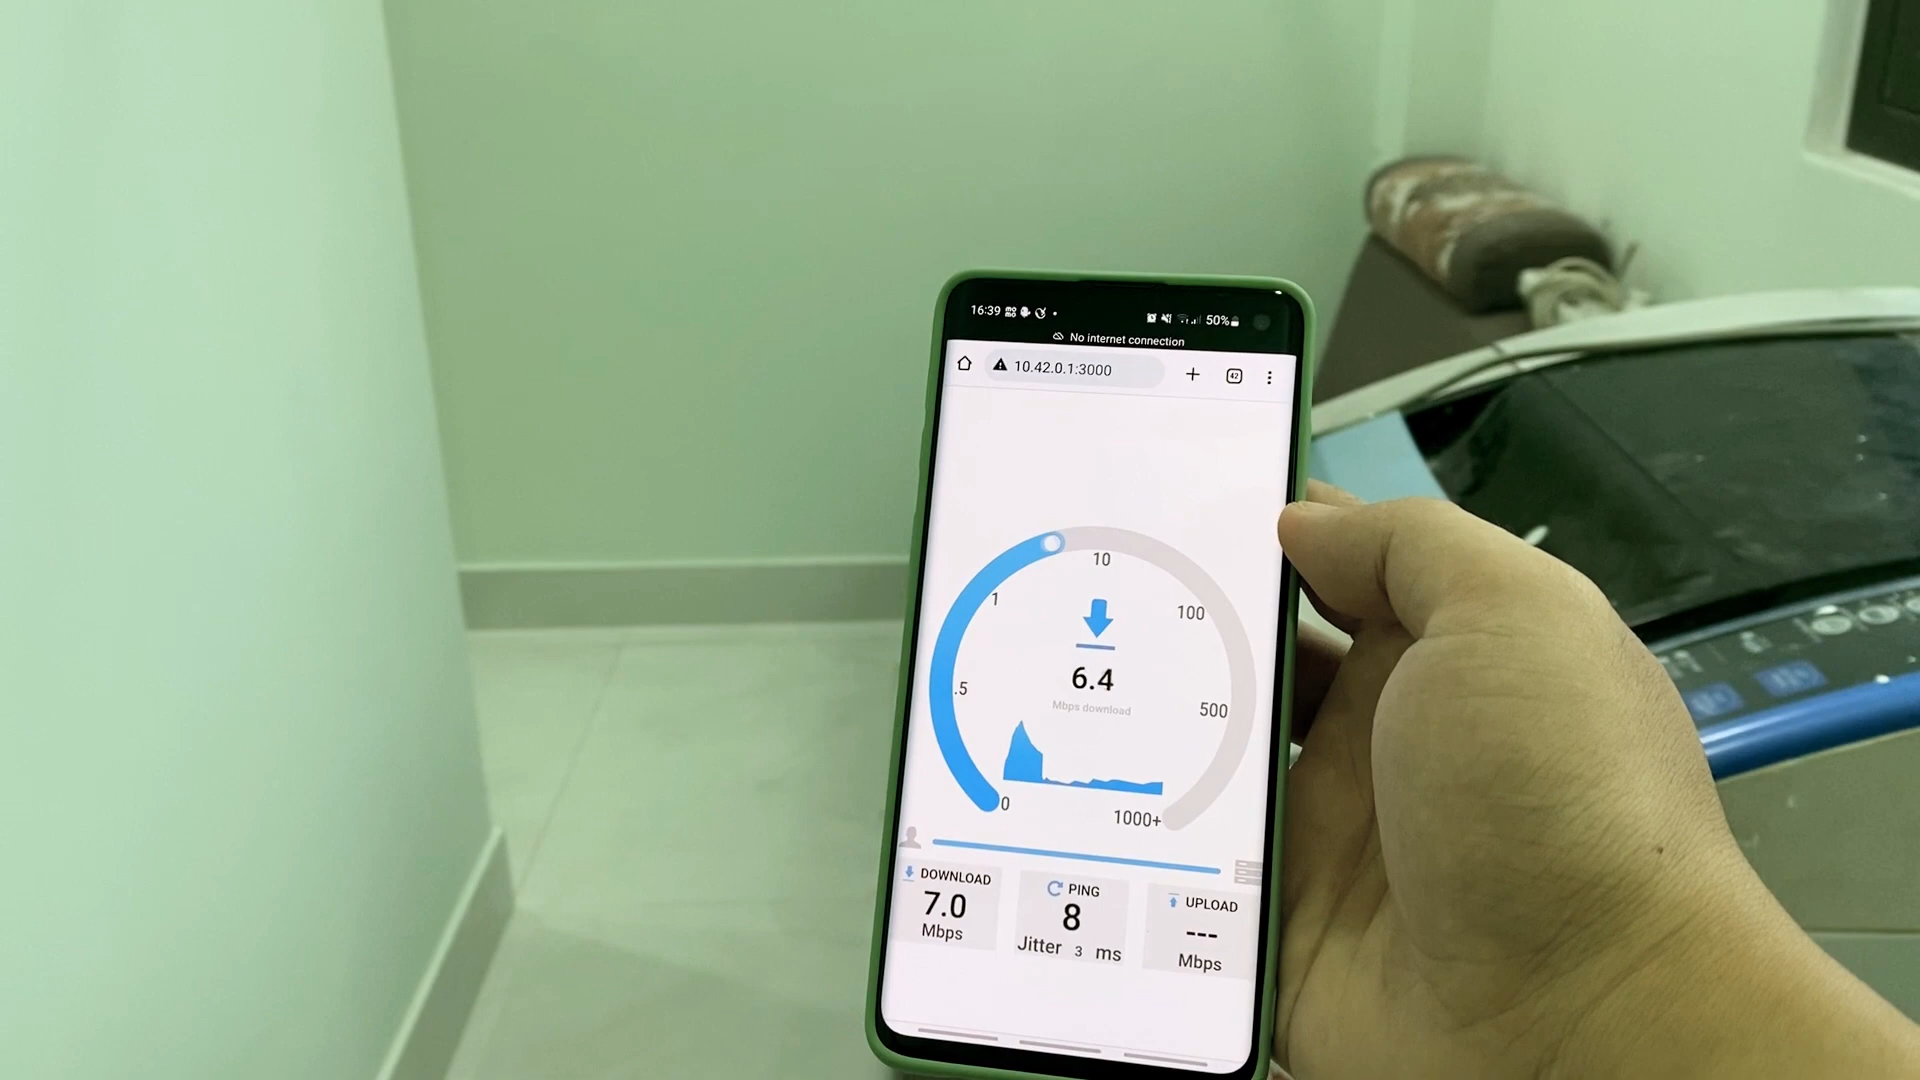 16:39
50%
No internet connection
10.42.0.1:3000
42
10
1
100
.5
6.4
Mbps download
500
0
1000+
DOWNLOAD
7.0
Mbps
PING
8
Jitter 3 ms
UPLOAD
---
Mbps